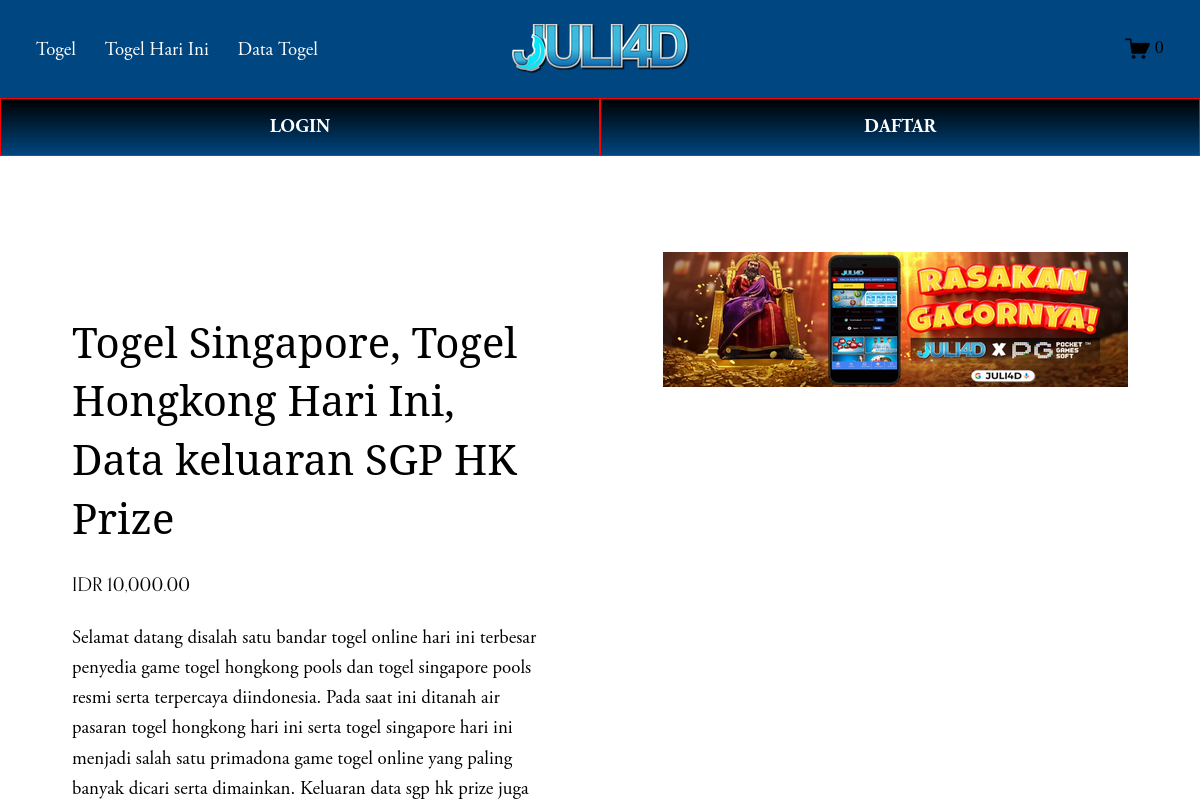 Togel
Togel Hari Ini
Data Togel
JULI4D
0
LOGIN
DAFTAR
Togel Singapore, Togel
Hongkong Hari Ini,
Data keluaran SGP HK
Prize
IDR 10,000.00
Selamat datang disalah satu bandar togel online hari ini terbesar
penyedia game togel hongkong pools dan togel singapore pools
resmi serta terpercaya diindonesia. Pada saat ini ditanah air
pasaran togel hongkong hari ini serta togel singapore hari ini
menjadi salah satu primadona game togel online yang paling
banyak dicari serta dimainkan. Keluaran data sgp hk prize juga
JULI4D
RASAKAN
GACORNYA!
JULI4D X PG POCKET GAMES SOFT™
G JULI4D